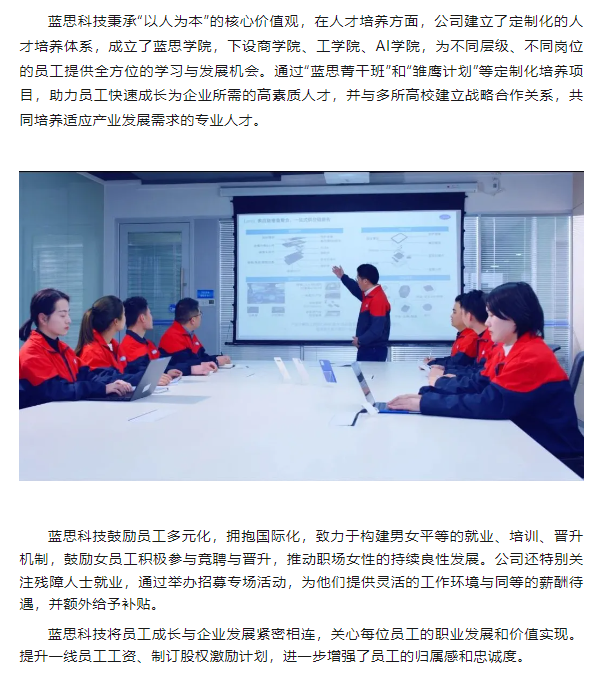 蓝思科技秉承“以人为本”的核心价值观，在人才培养方面，公司建立了定制化的人
才培养体系，成立了蓝思学院，下设商学院、工学院、AI学院，为不同层级、不同岗位
的员工提供全方位的学习与发展机会。通过“蓝思菁干班”和“雏鹰计划”等定制化培养项
目，助力员工快速成长为企业所需的高素质人才，并与多所高校建立战略合作关系，共
同培养适应产业发展需求的专业人才。
蓝思科技鼓励员工多元化，拥抱国际化，致力于构建男女平等的就业、培训、晋升
机制，鼓励女员工积极参与竞聘与晋升，推动职场女性的持续良性发展。公司还特别关
注残障人士就业，通过举办招募专场活动，为他们提供灵活的工作环境与同等的薪酬待
遇，并额外给予补贴。
蓝思科技将员工成长与企业发展紧密相连，关心每位员工的职业发展和价值实现。
提升一线员工工资、制订股权激励计划，进一步增强了员工的归属感和忠诚度。